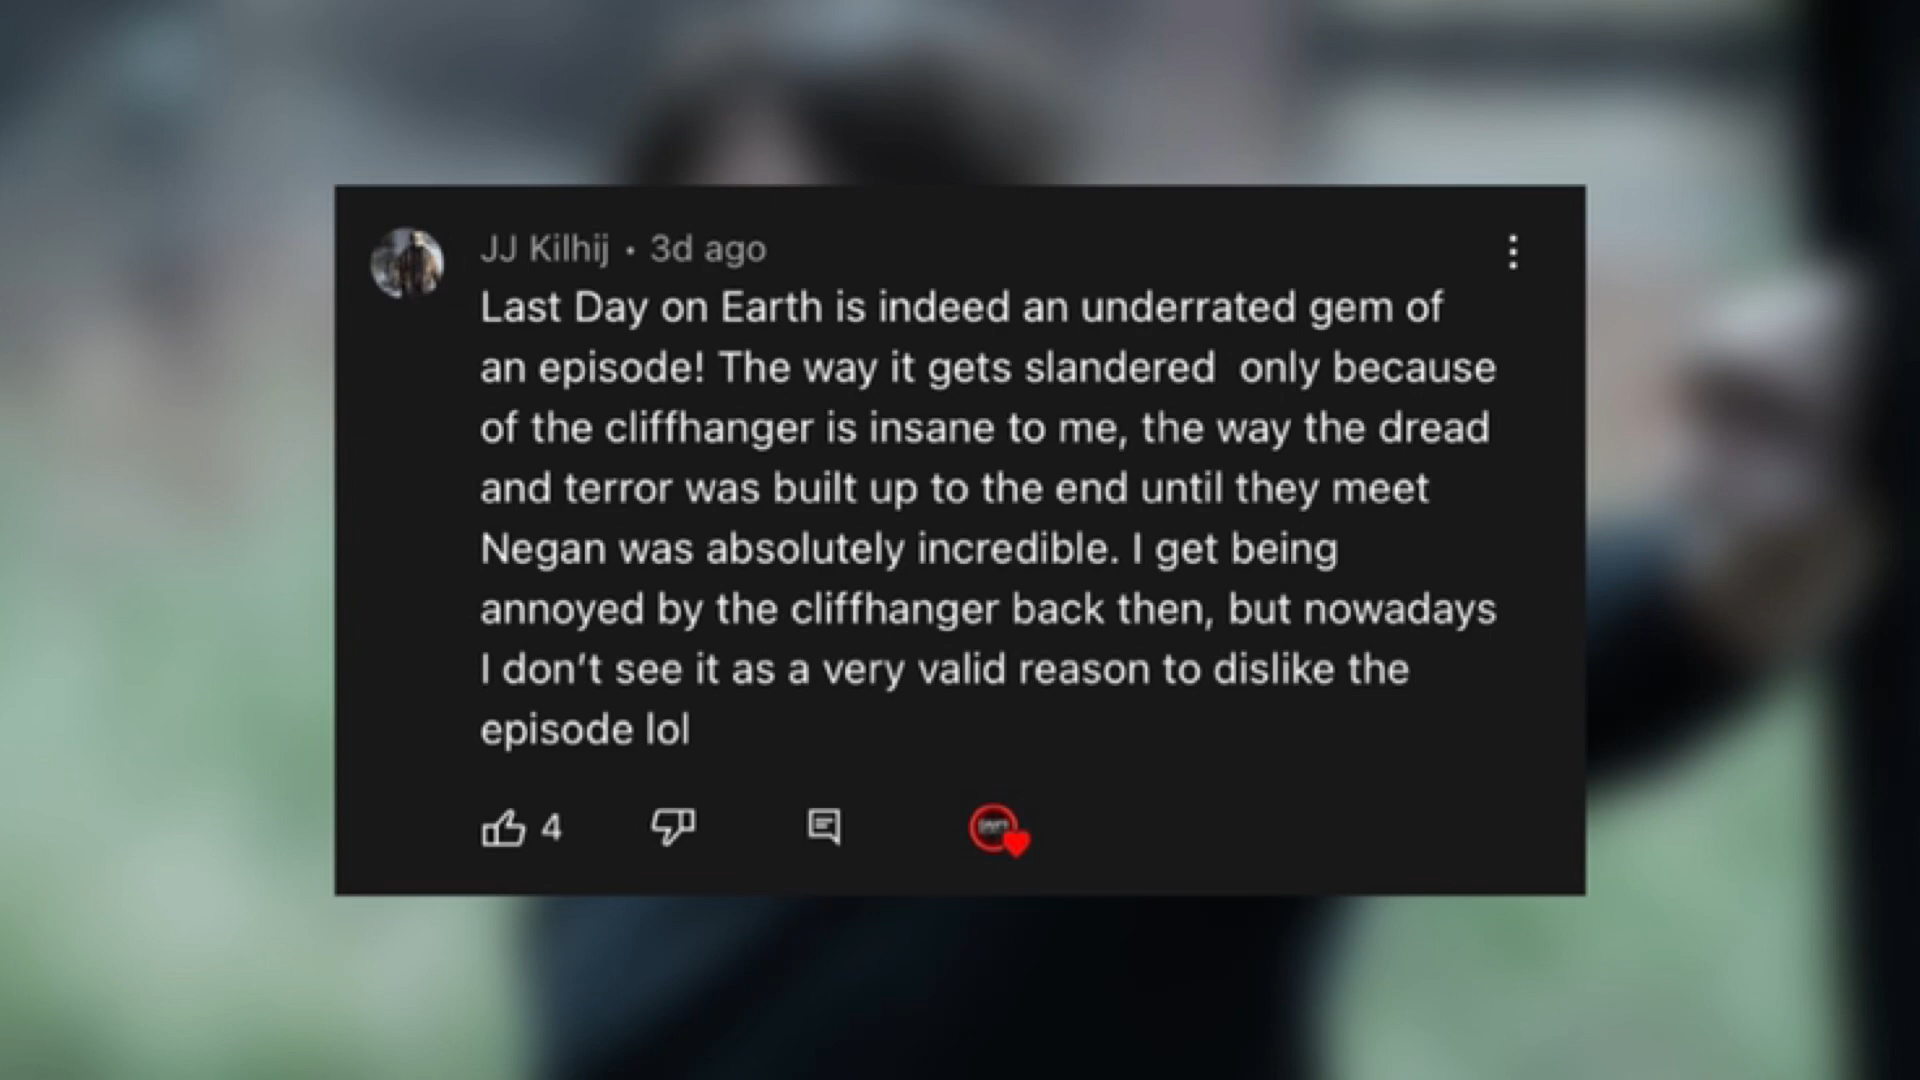 JJ Kilhij • 3d ago
Last Day on Earth is indeed an underrated gem of
an episode! The way it gets slandered  only because
of the cliffhanger is insane to me, the way the dread
and terror was built up to the end until they meet
Negan was absolutely incredible. I get being
annoyed by the cliffhanger back then, but nowadays
I don't see it as a very valid reason to dislike the
episode lol
4